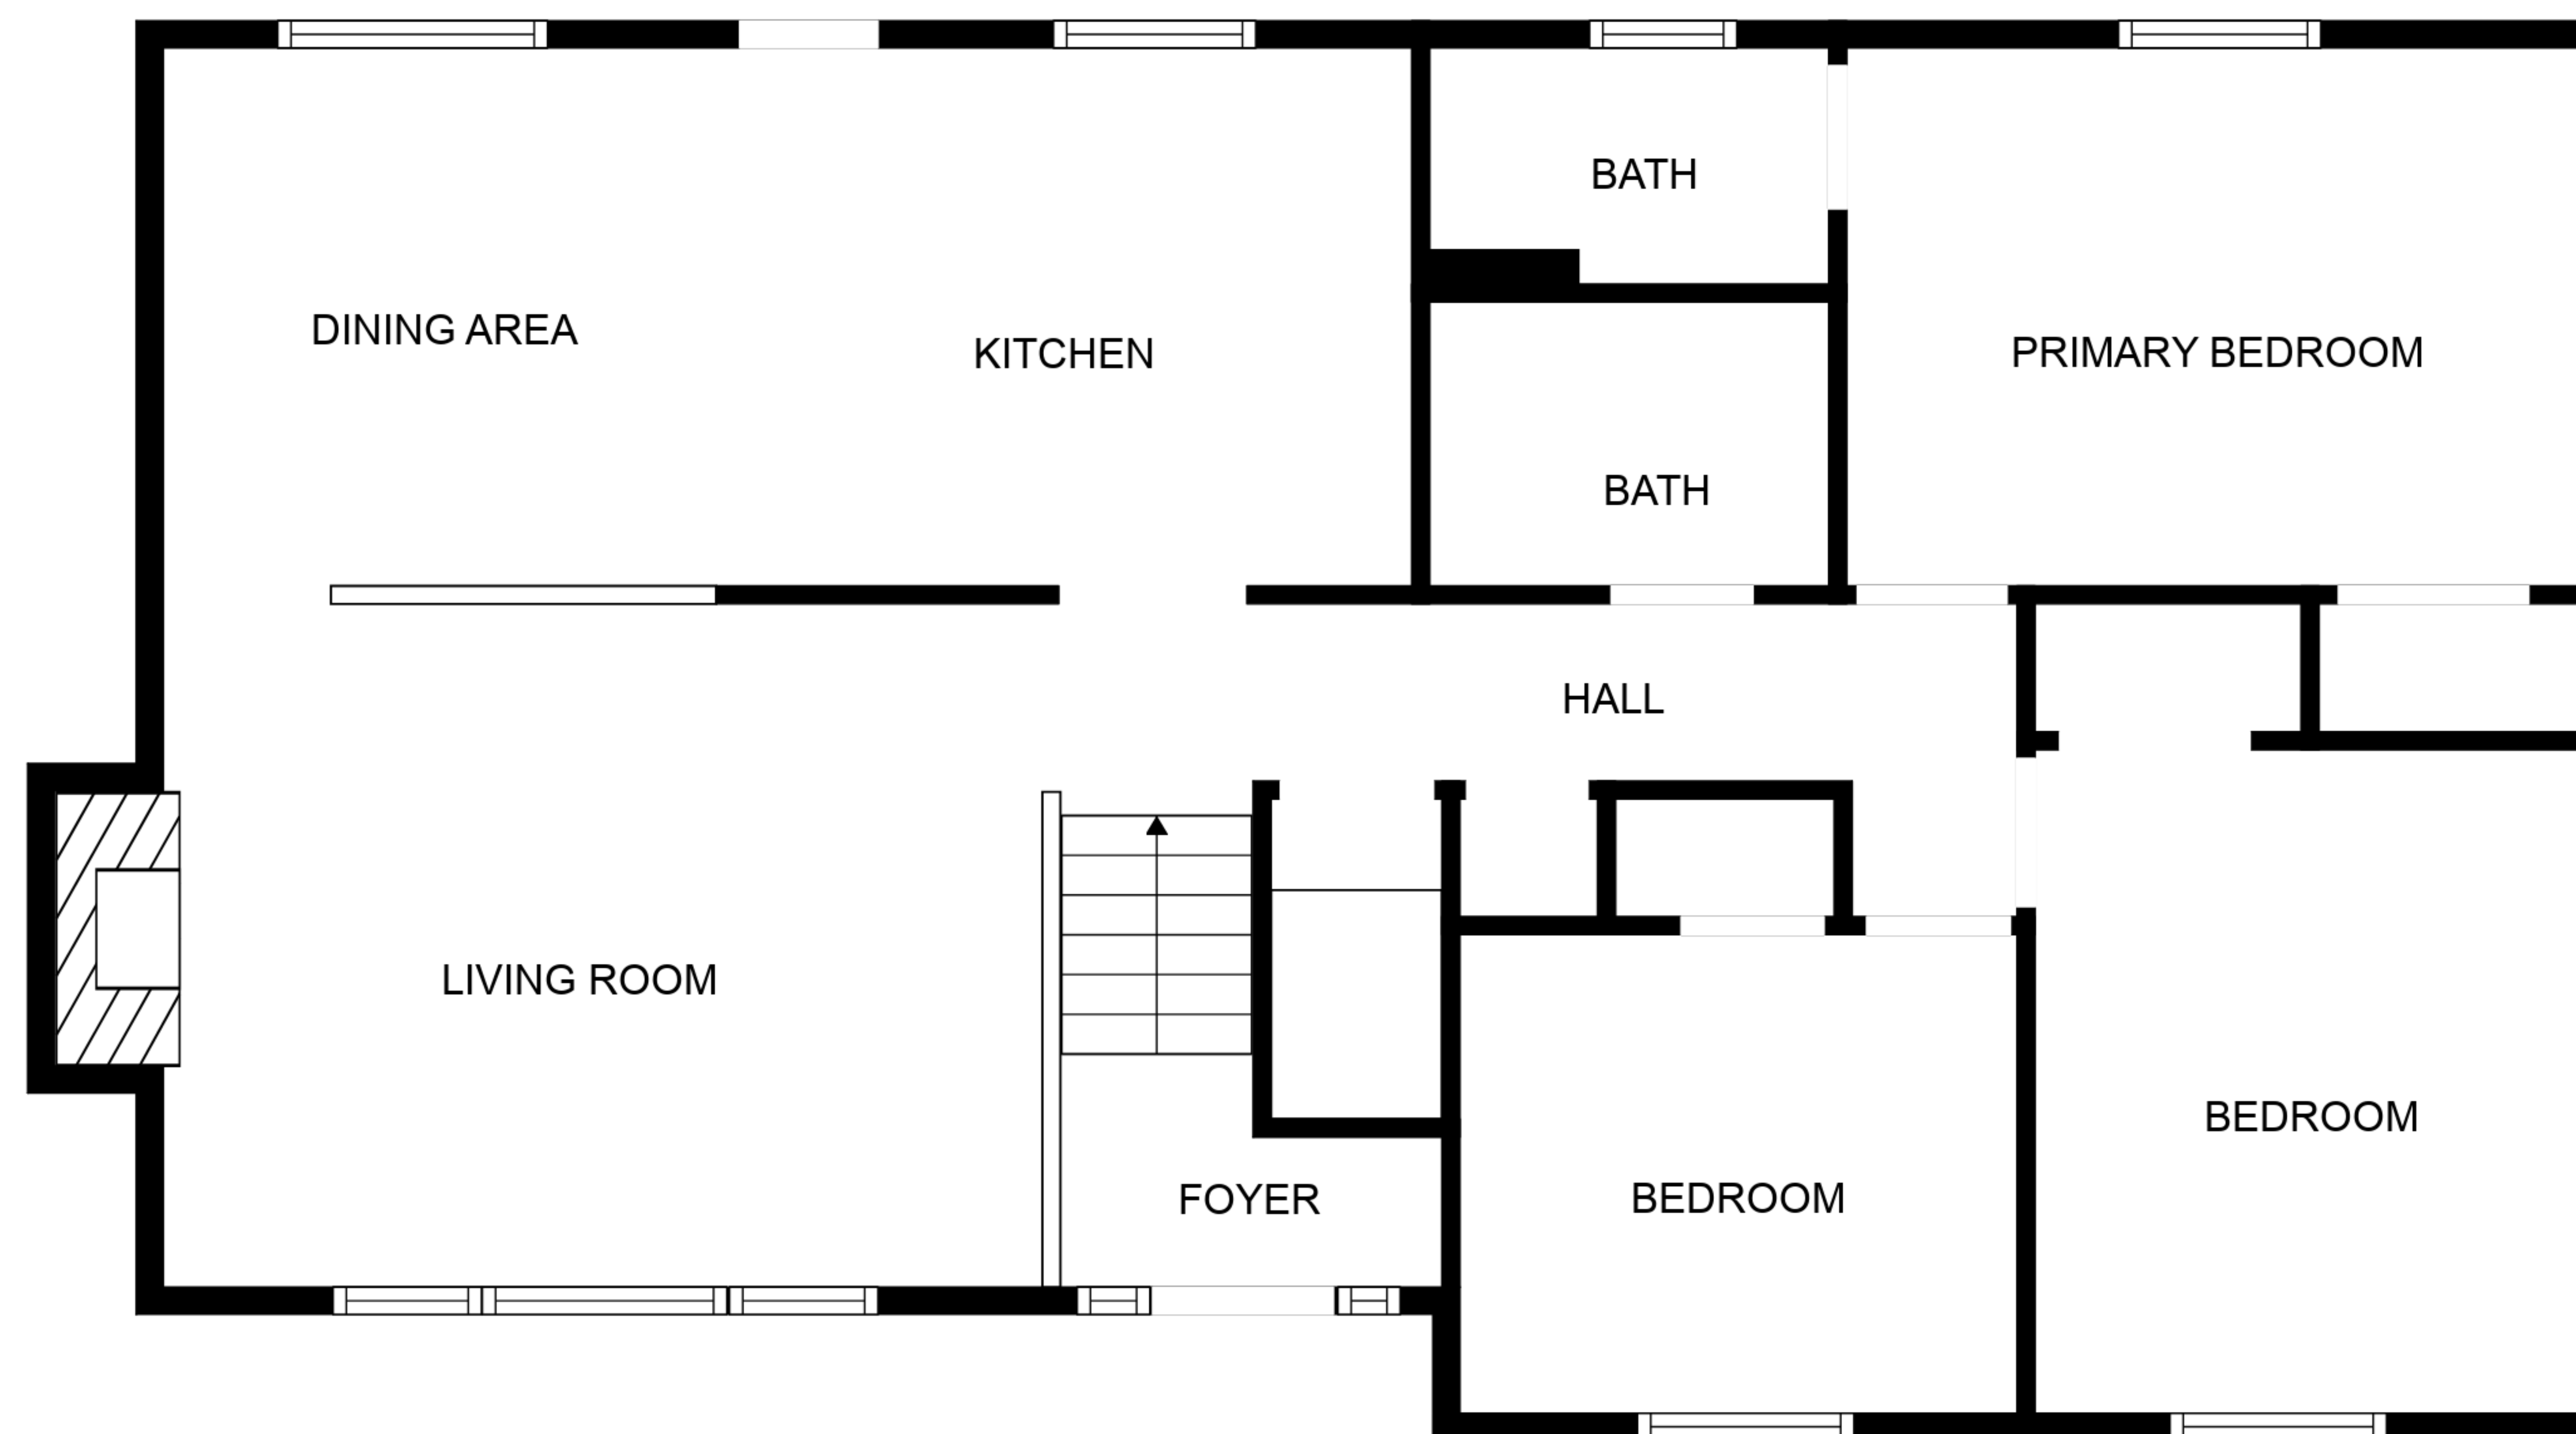 BATH
DINING AREA
KITCHEN
PRIMARY BEDROOM
BATH
HALL
LIVING ROOM
BEDROOM
FOYER
BEDROOM